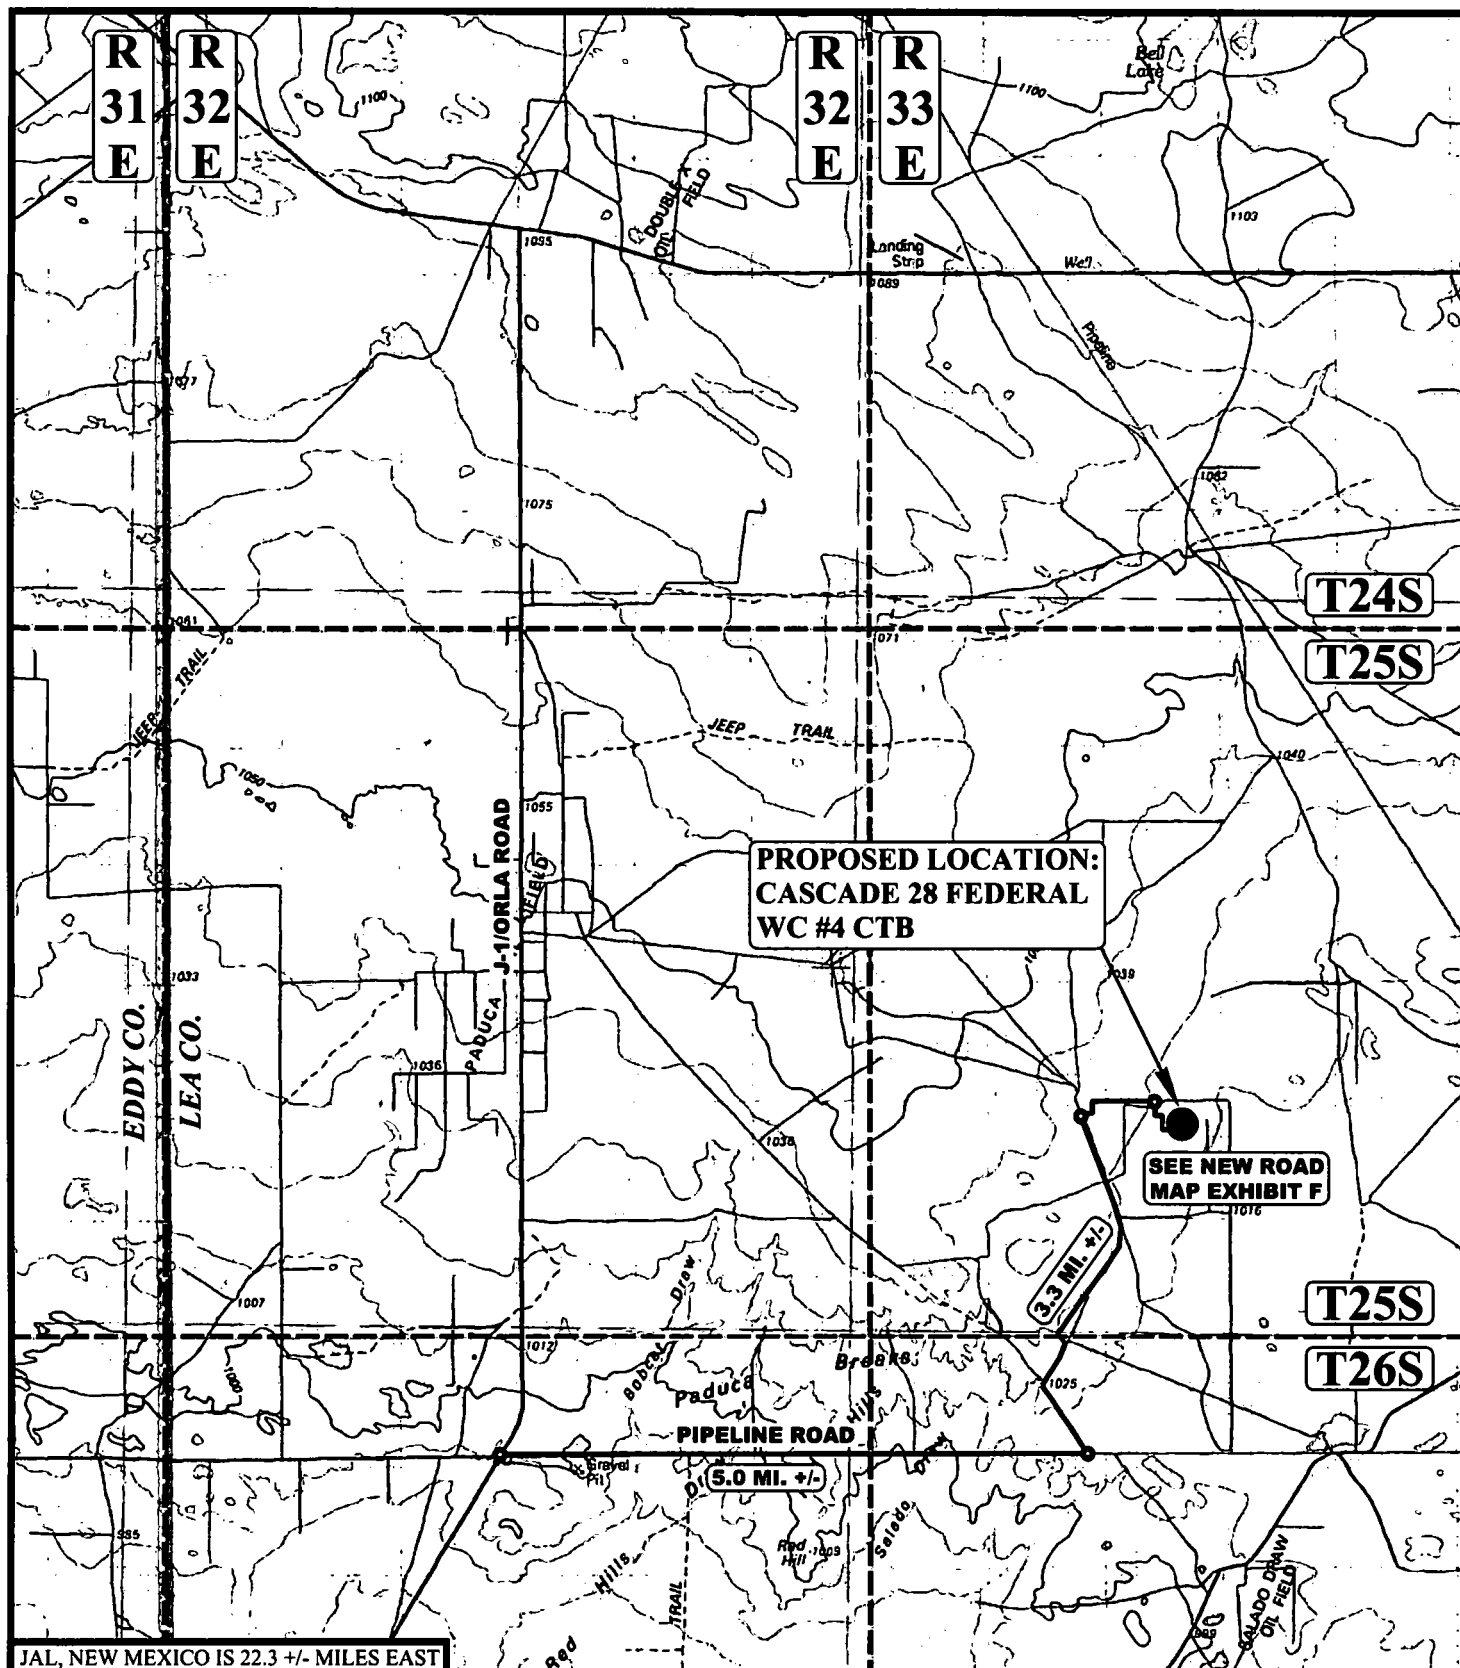 R
31
E
R
32
E
R
32
E
R
33
E
Bell
Lake
1100
1100
DOUBLE X
OIL FIELD
1103
1095
Landing
Strip
Well
1089
Pipeline
1077
1075
1082
T24S
1081
1071
T25S
JEEP TRAIL
JEEP TRAIL
1050
1040
J-1/ORLA ROAD
1055
FIELD
PROPOSED LOCATION:
CASCADE 28 FEDERAL
WC #4 CTB
1033
1039
EDDY CO.
LEA CO.
PADUCA
1036
1036
SEE NEW ROAD
MAP EXHIBIT F
1016
3.3 MI. +/-
1007
Bobcat Draw
T25S
1012
Breaks
Paduca
T26S
1000
1025
Hills
PIPELINE ROAD
Gravel
Pit
5.0 MI. +/-
Draw
985
Red
Hill
1009
Salado
Hills
TRAIL
SALADO DRAW
OIL FIELD
Red
JAL, NEW MEXICO IS 22.3 +/- MILES EAST